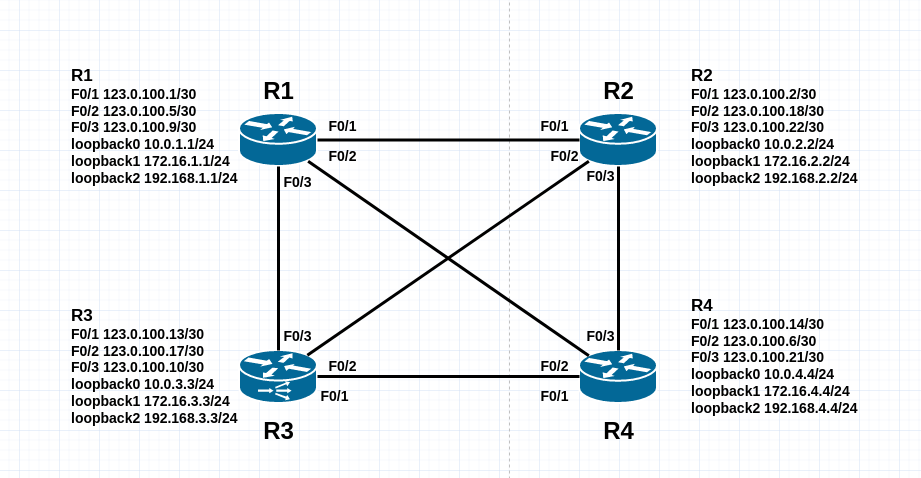 R1
F0/1 123.0.100.1/30
F0/2 123.0.100.5/30
F0/3 123.0.100.9/30
loopback0 10.0.1.1/24
loopback1 172.16.1.1/24
loopback2 192.168.1.1/24
R1
R2
R2
F0/1 123.0.100.2/30
F0/2 123.0.100.18/30
F0/3 123.0.100.22/30
loopback0 10.0.2.2/24
loopback1 172.16.2.2/24
loopback2 192.168.2.2/24
F0/1
F0/1
F0/2
F0/2
F0/3
F0/3
R3
F0/1 123.0.100.13/30
F0/2 123.0.100.17/30
F0/3 123.0.100.10/30
loopback0 10.0.3.3/24
loopback1 172.16.3.3/24
loopback2 192.168.3.3/24
F0/3
F0/3
F0/2
F0/2
F0/1
F0/1
R3
R4
R4
F0/1 123.0.100.14/30
F0/2 123.0.100.6/30
F0/3 123.0.100.21/30
loopback0 10.0.4.4/24
loopback1 172.16.4.4/24
loopback2 192.168.4.4/24